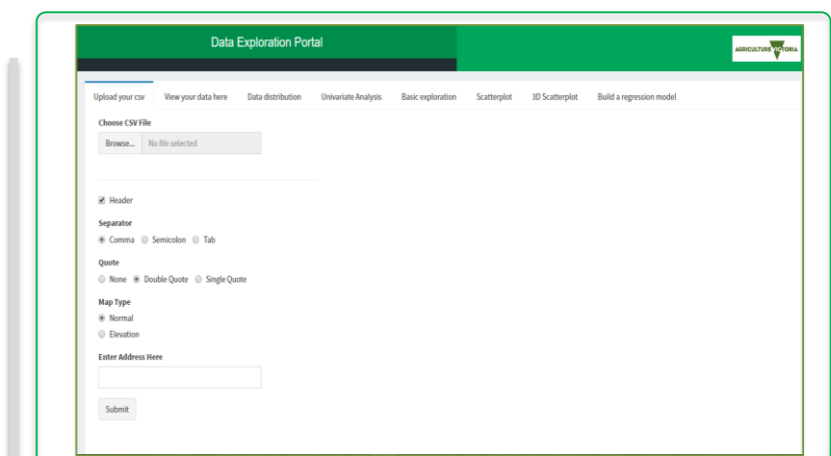 Data Exploration Portal
AGRICULTURE VICTORIA
Upload your csv View your data here Data distribution Univariate Analysis Basic exploration Scatterplot 3D Scatterplot Build a regression model
Choose CSV File
Browse... No file selected
Header
Separator
Comma Semicolon Tab
Quote
None Double Quote Single Quote
Map Type
Normal
Elevation
Enter Address Here
Submit